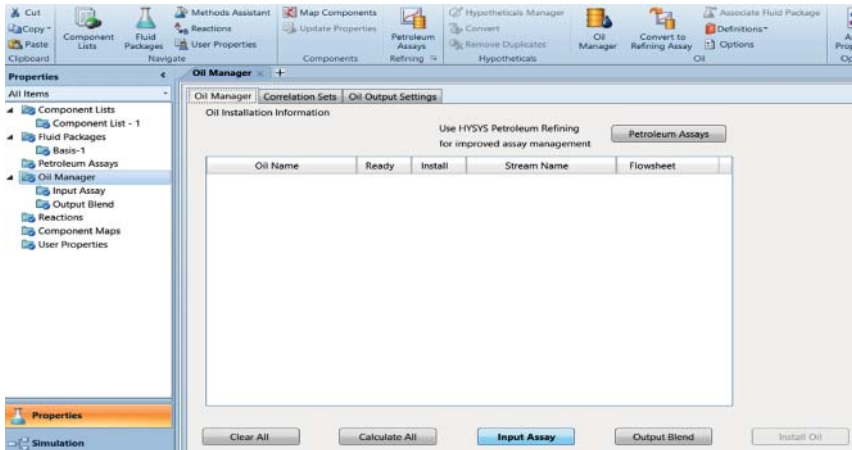 Cut
Copy
Paste
Clipboard
Component Lists
Fluid Packages
Methods Assistant
Reactions
User Properties
Navigate
Map Components
Update Properties
Components
Petroleum Assays
Refining
Hypotheticals Manager
Convert
Remove Duplicates
Hypotheticals
Oil Manager
Convert to Refining Assay
Associate Fluid Package
Definitions
Options
Oil
Properties
All Items
Component Lists
Component List - 1
Fluid Packages
Basis-1
Petroleum Assays
Oil Manager
Input Assay
Output Blend
Reactions
Component Maps
User Properties
Properties
Simulation
Oil Manager × +
Oil Manager Correlation Sets Oil Output Settings
Oil Installation Information
Use HYSYS Petroleum Refining
for improved assay management
Petroleum Assays
Oil Name Ready Install Stream Name Flowsheet
Clear All Calculate All Input Assay Output Blend Install Oil